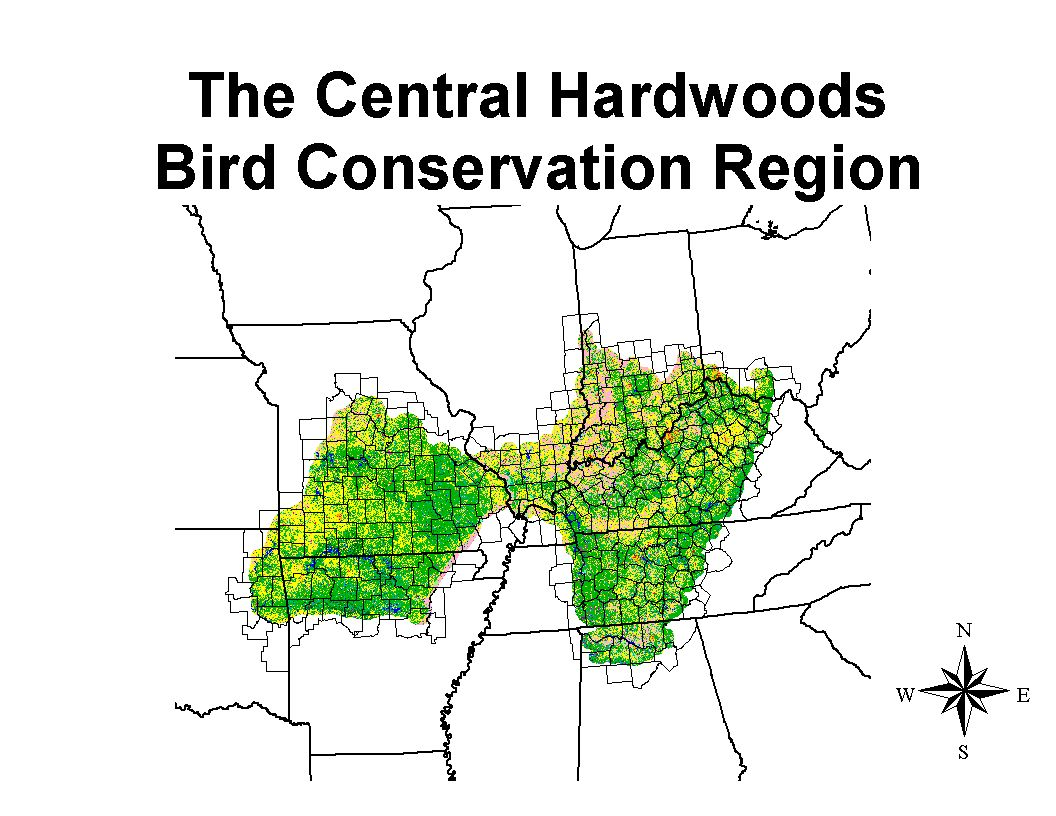 The Central Hardwoods
Bird Conservation Region
N
W E
S